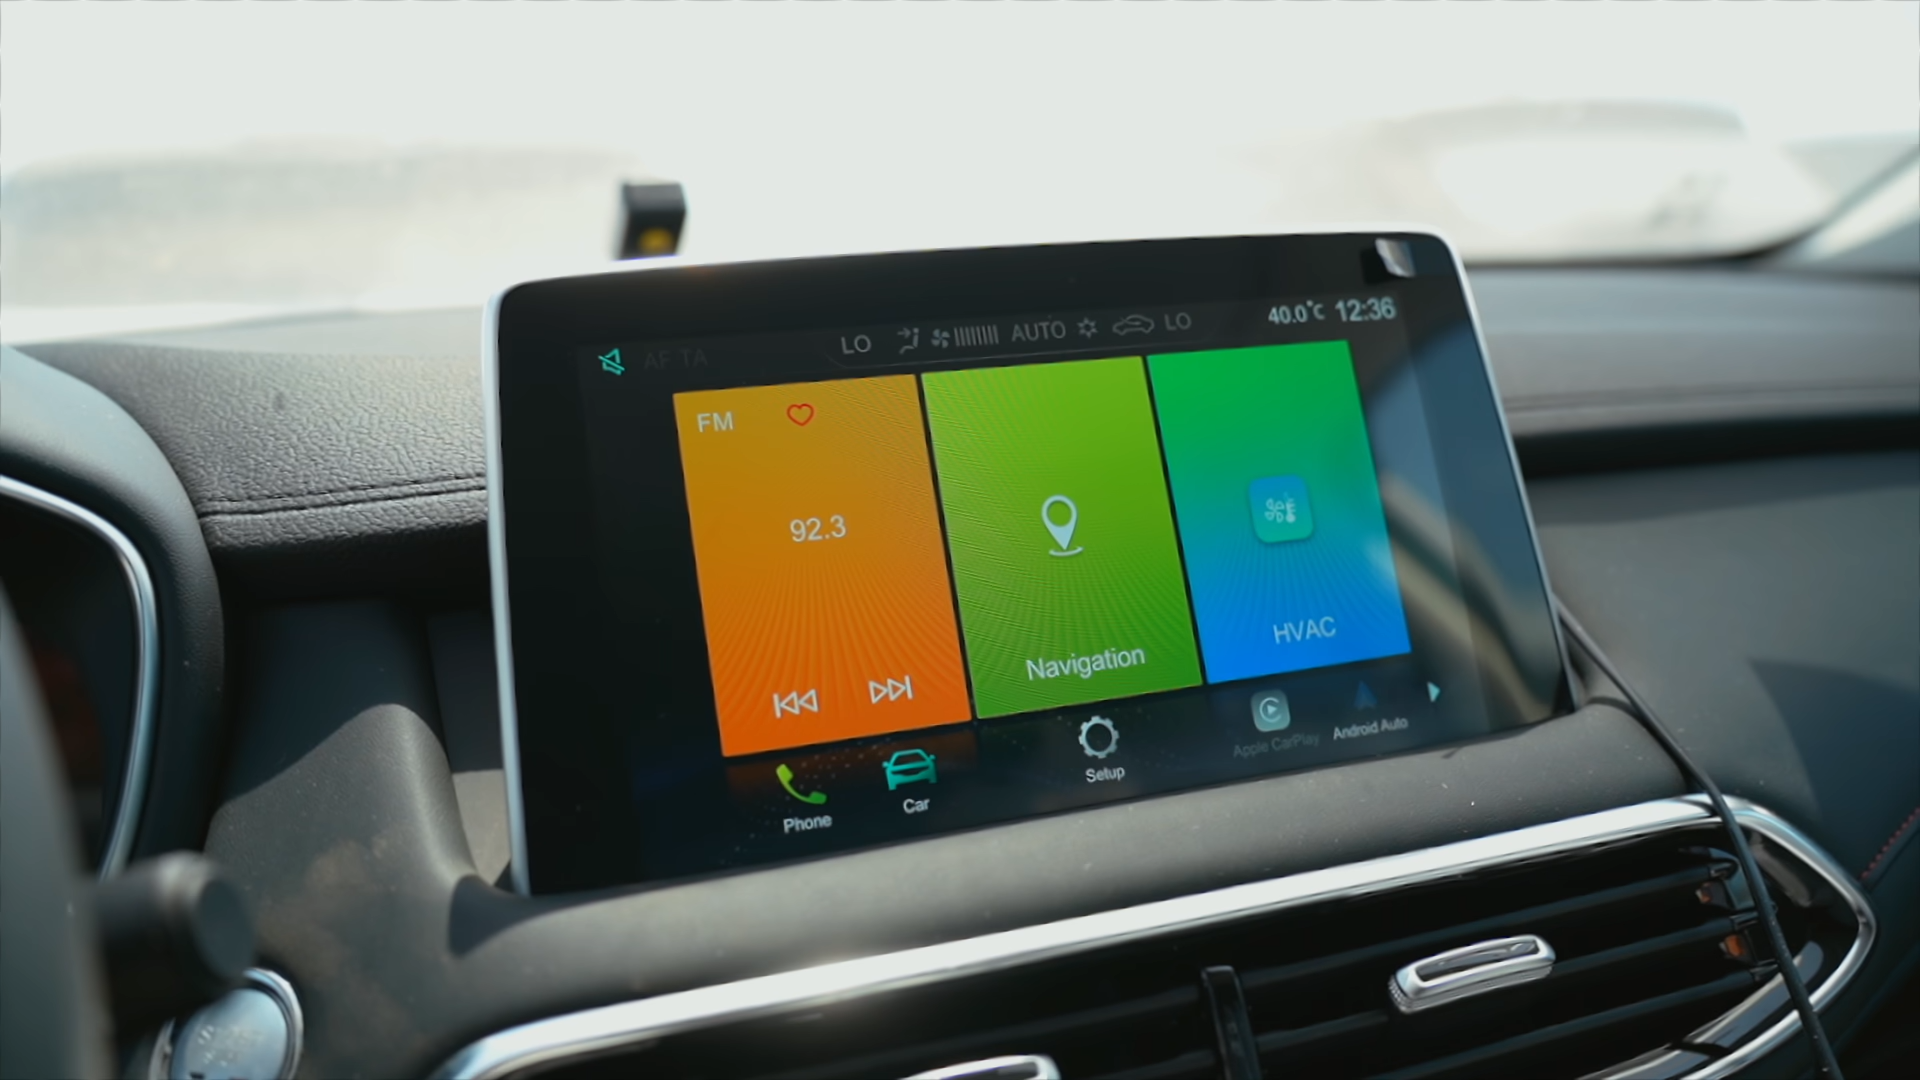 AF TA
LO AUTO LO
40.0°C 12:36
FM
92.3
Navigation
HVAC
Phone
Car
Setup
Apple CarPlay
Android Auto